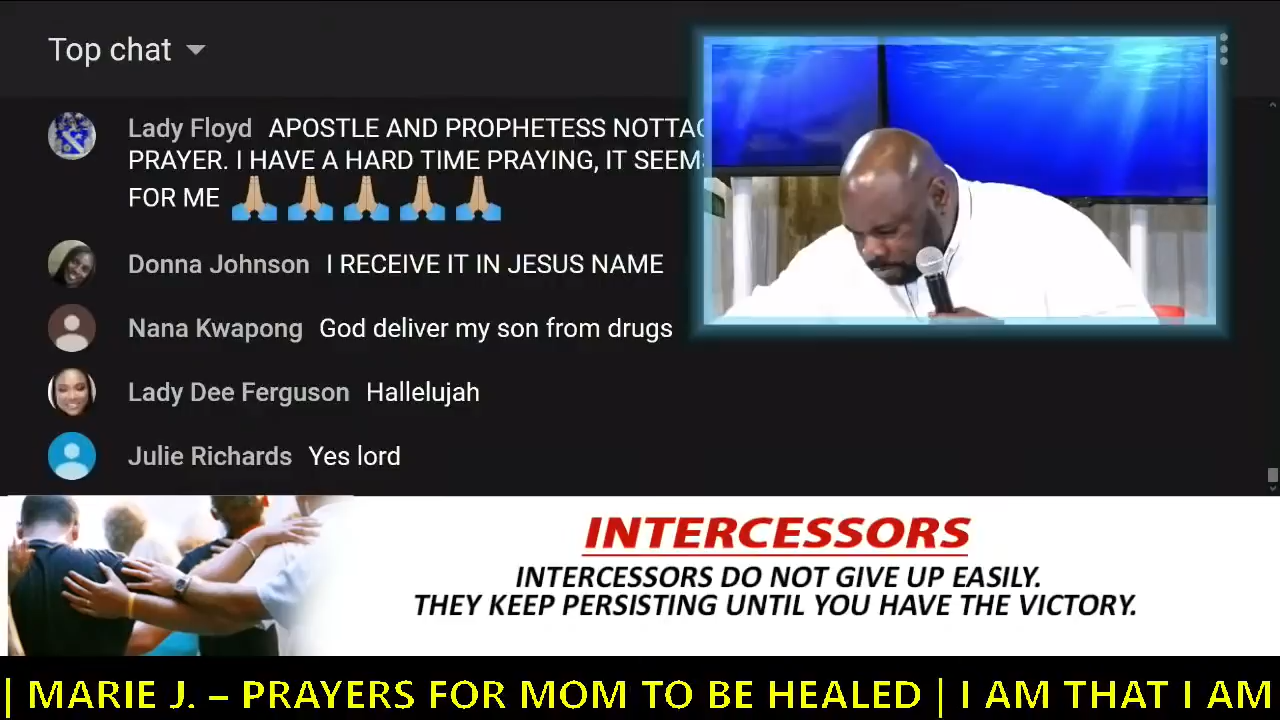 Top chat
Lady Floyd APOSTLE AND PROPHETESS
PRAYER. I HAVE A HARD TIME PRAYING, IT
FOR ME
Donna Johnson I RECEIVE IT IN JESUS NAME
Nana Kwapong God deliver my son from drugs
Lady Dee Ferguson Hallelujah
Julie Richards Yes lord
INTERCESSORS
INTERCESSORS DO NOT GIVE UP EASILY.
THEY KEEP PERSISTING UNTIL YOU HAVE THE VICTORY.
| MARIE J. – PRAYERS FOR MOM TO BE HEALED | I AM THAT I AM